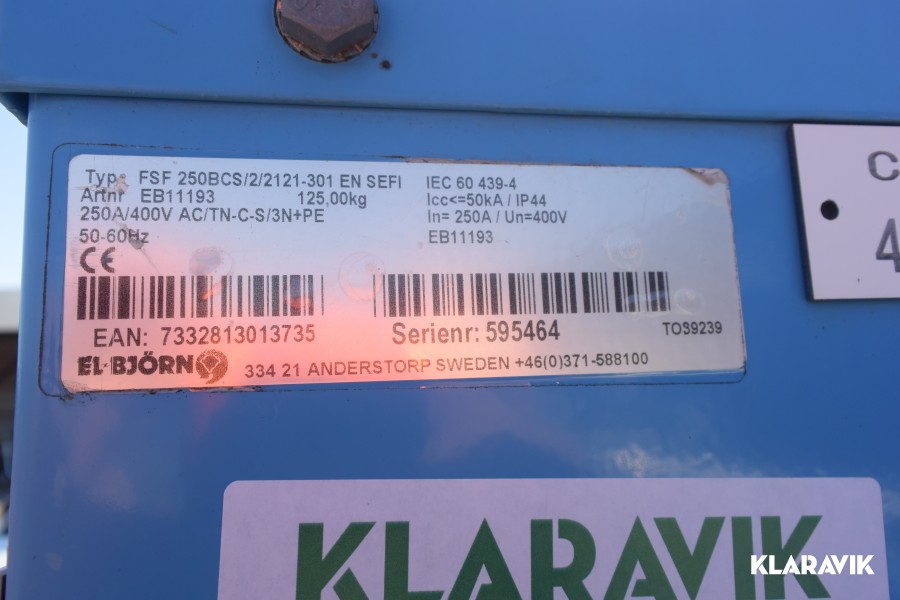 Typ: FSF 250BCS/2/2121-301 EN SEFI
Artnr EB11193 125,00kg
250A/400V AC/TN-C-S/3N+PE
50-60Hz
CE
IEC 60 439-4
Icc<=50kA / IP44
In= 250A / Un=400V
EB11193
EAN: 7332813013735
Serienr: 595464
TO39239
EL-BJÖRN
334 21 ANDERSTORP SWEDEN +46(0)371-588100
C
4
KLARAVIK
KLARAVIK